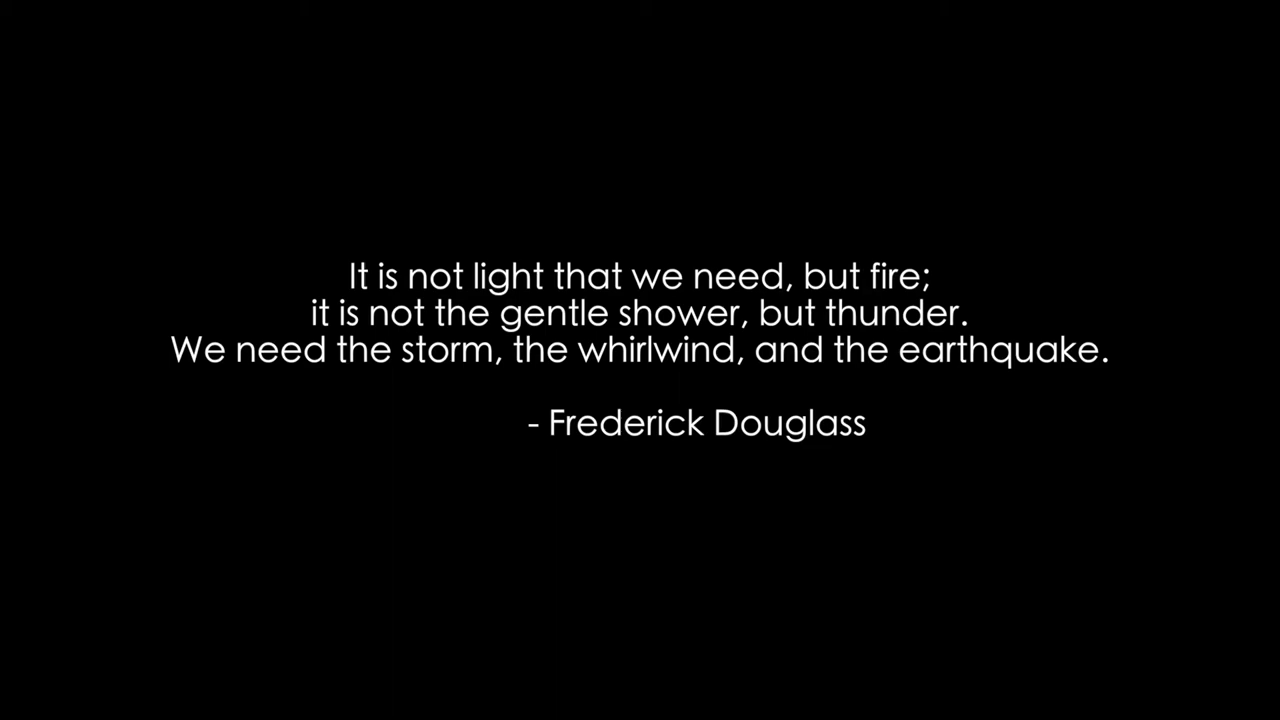 It is not light that we need, but fire;
it is not the gentle shower, but thunder.
We need the storm, the whirlwind, and the earthquake.
- Frederick Douglass